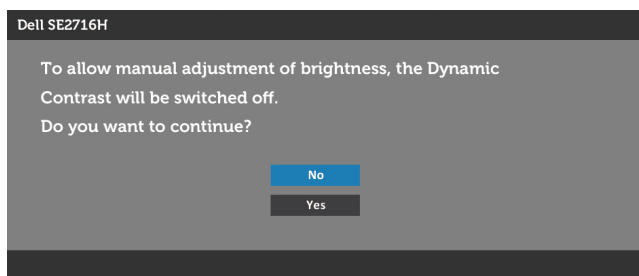 Dell SE2716H
To allow manual adjustment of brightness, the Dynamic
Contrast will be switched off.
Do you want to continue?
No
Yes